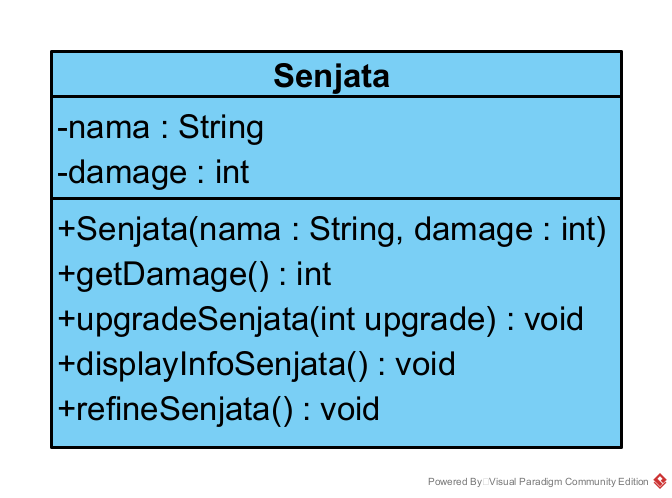 Senjata
-nama : String
-damage : int
+Senjata(nama : String, damage : int)
+getDamage() : int
+upgradeSenjata(int upgrade) : void
+displayInfoSenjata() : void
+refineSenjata() : void
Powered By Visual Paradigm Community Edition